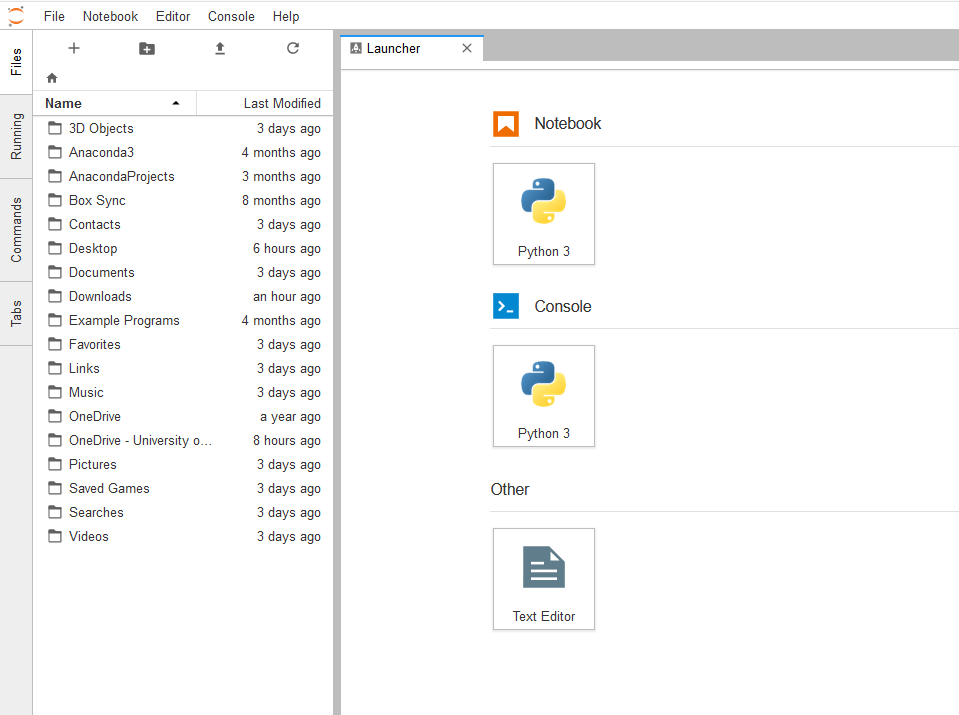 File Notebook Editor Console Help
Files
Running
Commands
Tabs
Name Last Modified
3D Objects 3 days ago
Anaconda3 4 months ago
AnacondaProjects 3 months ago
Box Sync 8 months ago
Contacts 3 days ago
Desktop 6 hours ago
Documents 3 days ago
Downloads an hour ago
Example Programs 4 months ago
Favorites 3 days ago
Links 3 days ago
Music 3 days ago
OneDrive a year ago
OneDrive - University o... 8 hours ago
Pictures 3 days ago
Saved Games 3 days ago
Searches 3 days ago
Videos 3 days ago
Launcher
Notebook
Python 3
Console
Python 3
Other
Text Editor